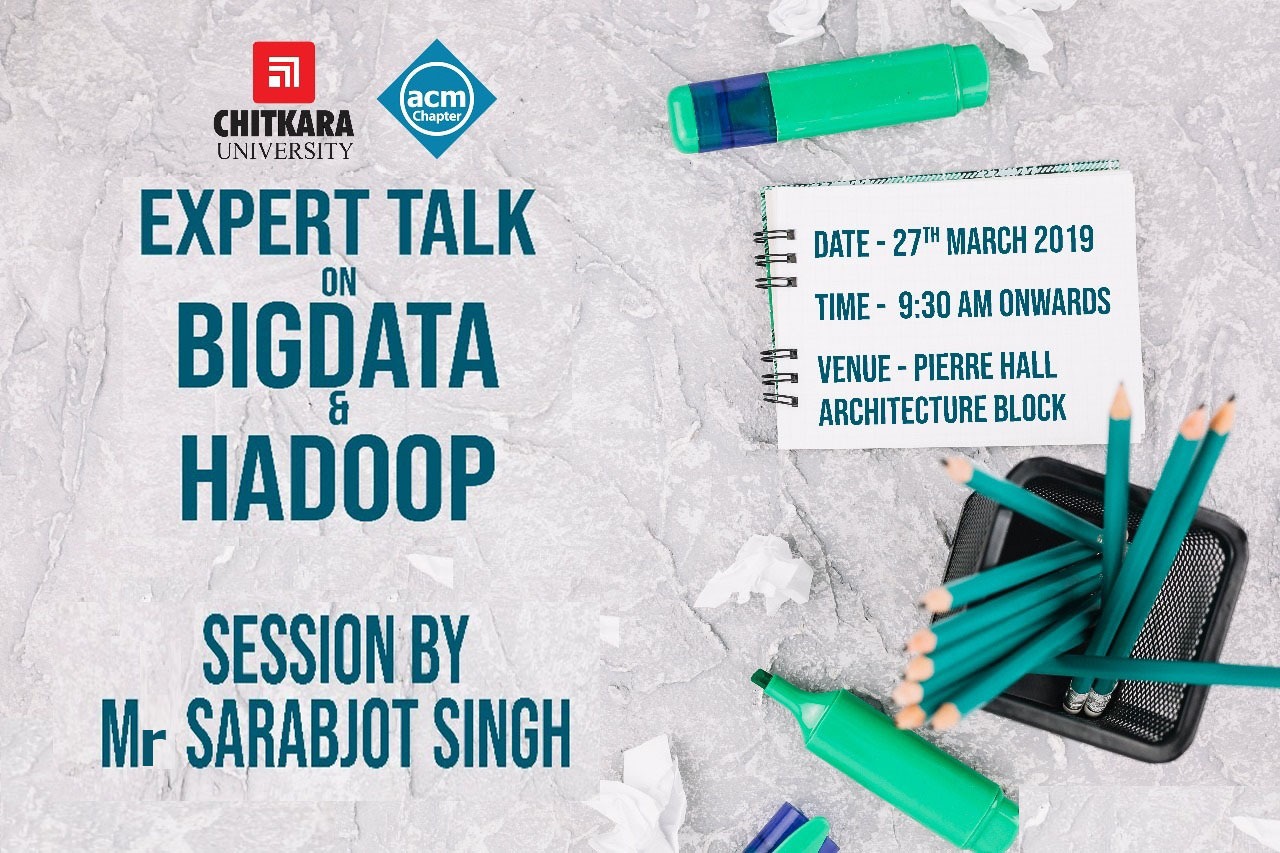 CHITKARA
UNIVERSITY
acm
Chapter
EXPERT TALK
ON
BIGDATA
&
HADOOP
SESSION BY
Mr SARABJOT SINGH
DATE - 27TH MARCH 2019
TIME - 9:30 AM ONWARDS
VENUE - PIERRE HALL
ARCHITECTURE BLOCK